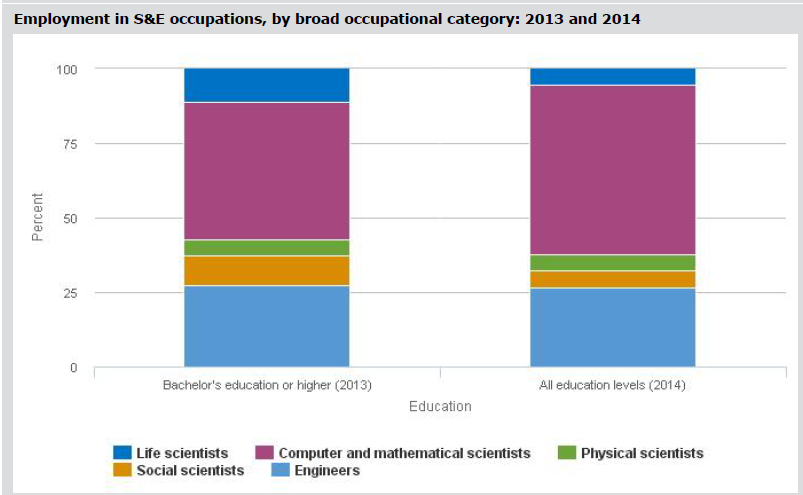 Employment in S&E occupations, by broad occupational category: 2013 and 2014
100
75
50
25
0
Percent
Bachelor's education or higher (2013)
All education levels (2014)
Education
Life scientists
Computer and mathematical scientists
Physical scientists
Social scientists
Engineers